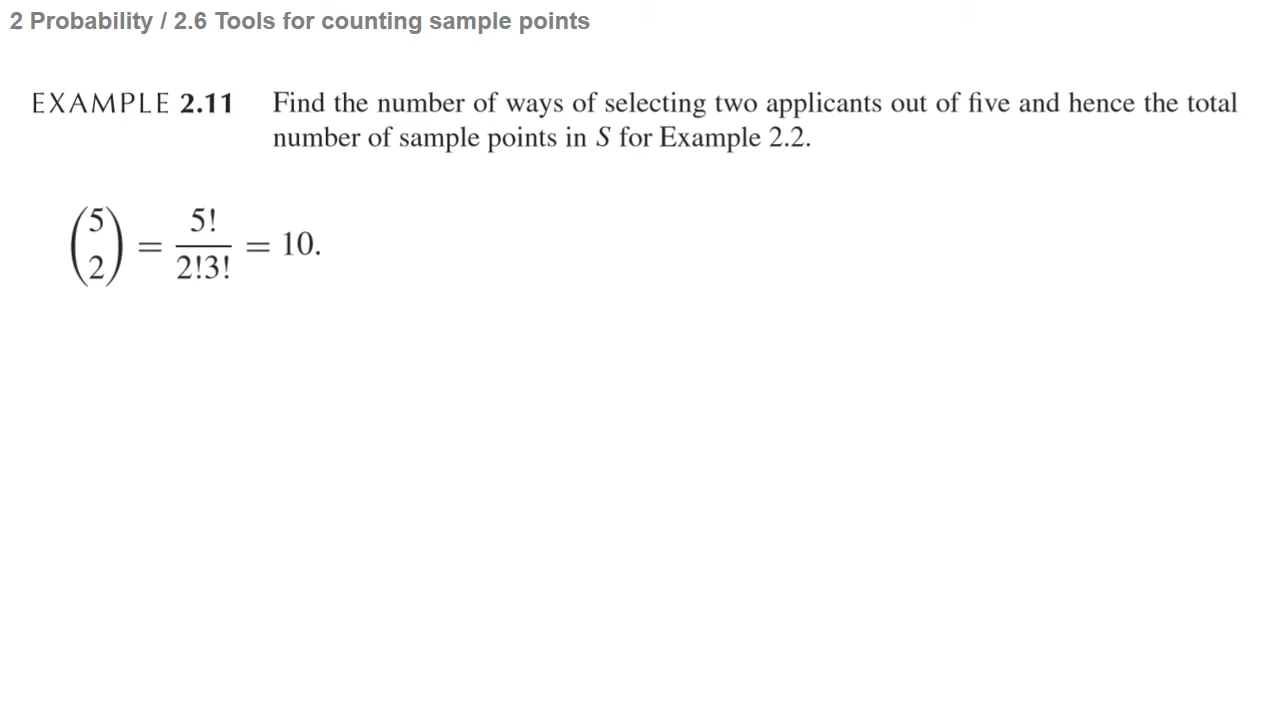 2 Probability / 2.6 Tools for counting sample points
EXAMPLE 2.11 Find the number of ways of selecting two applicants out of five and hence the total
number of sample points in S for Example 2.2.
(5 2) = 5! / 2!3! = 10.